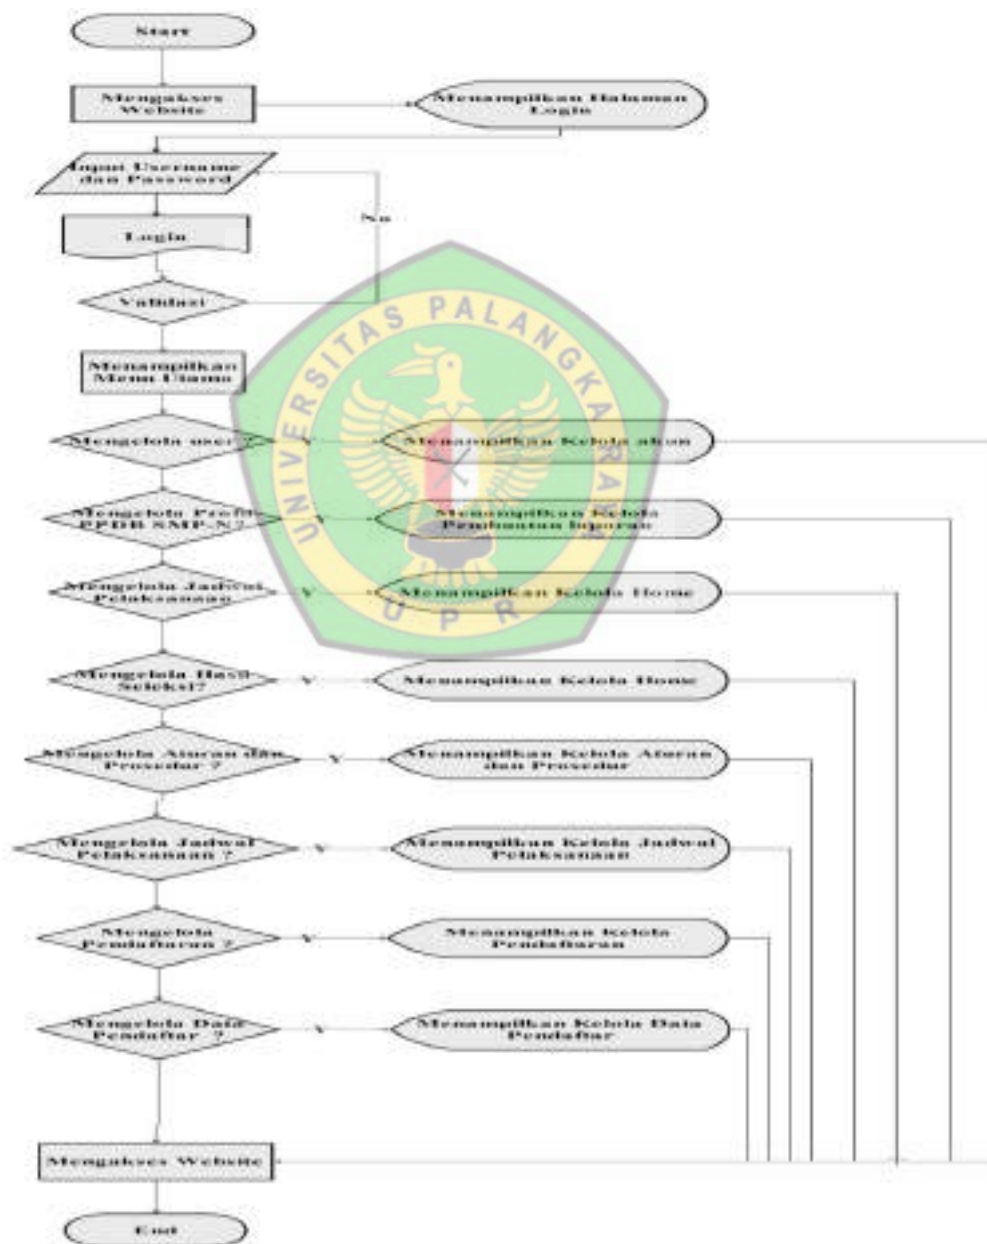 Start
Mengakses
Website
Menampilkan Halaman
Login
Input Username
dan Password
No
Login
Validasi
Menampilkan
Menu Utama
Mengelola user ?
Y
Menampilkan Kelola akun
Mengelola Profil
PPDB SMP-N?
Y
Menampilkan Kelola
Pembuatan laporan
Mengelola Jadwal
Pelaksanaan
Y
Menampilkan Kelola Home
Mengelola Hasil
Seleksi?
Y
Menampilkan Kelola Home
Mengelola Aturan dan
Prosedur ?
Y
Menampilkan Kelola Aturan
dan Prosedur
Mengelola Jadwal
Pelaksanaan ?
Y
Menampilkan Kelola Jadwal
Pelaksanaan
Mengelola
Pendaftaran ?
Y
Menampilkan Kelola
Pendaftaran
Mengelola Data
Pendaftar ?
Y
Menampilkan Kelola Data
Pendaftar
Mengakses Website
End
UNIVERSITAS PALANGKA RAYA
UPR